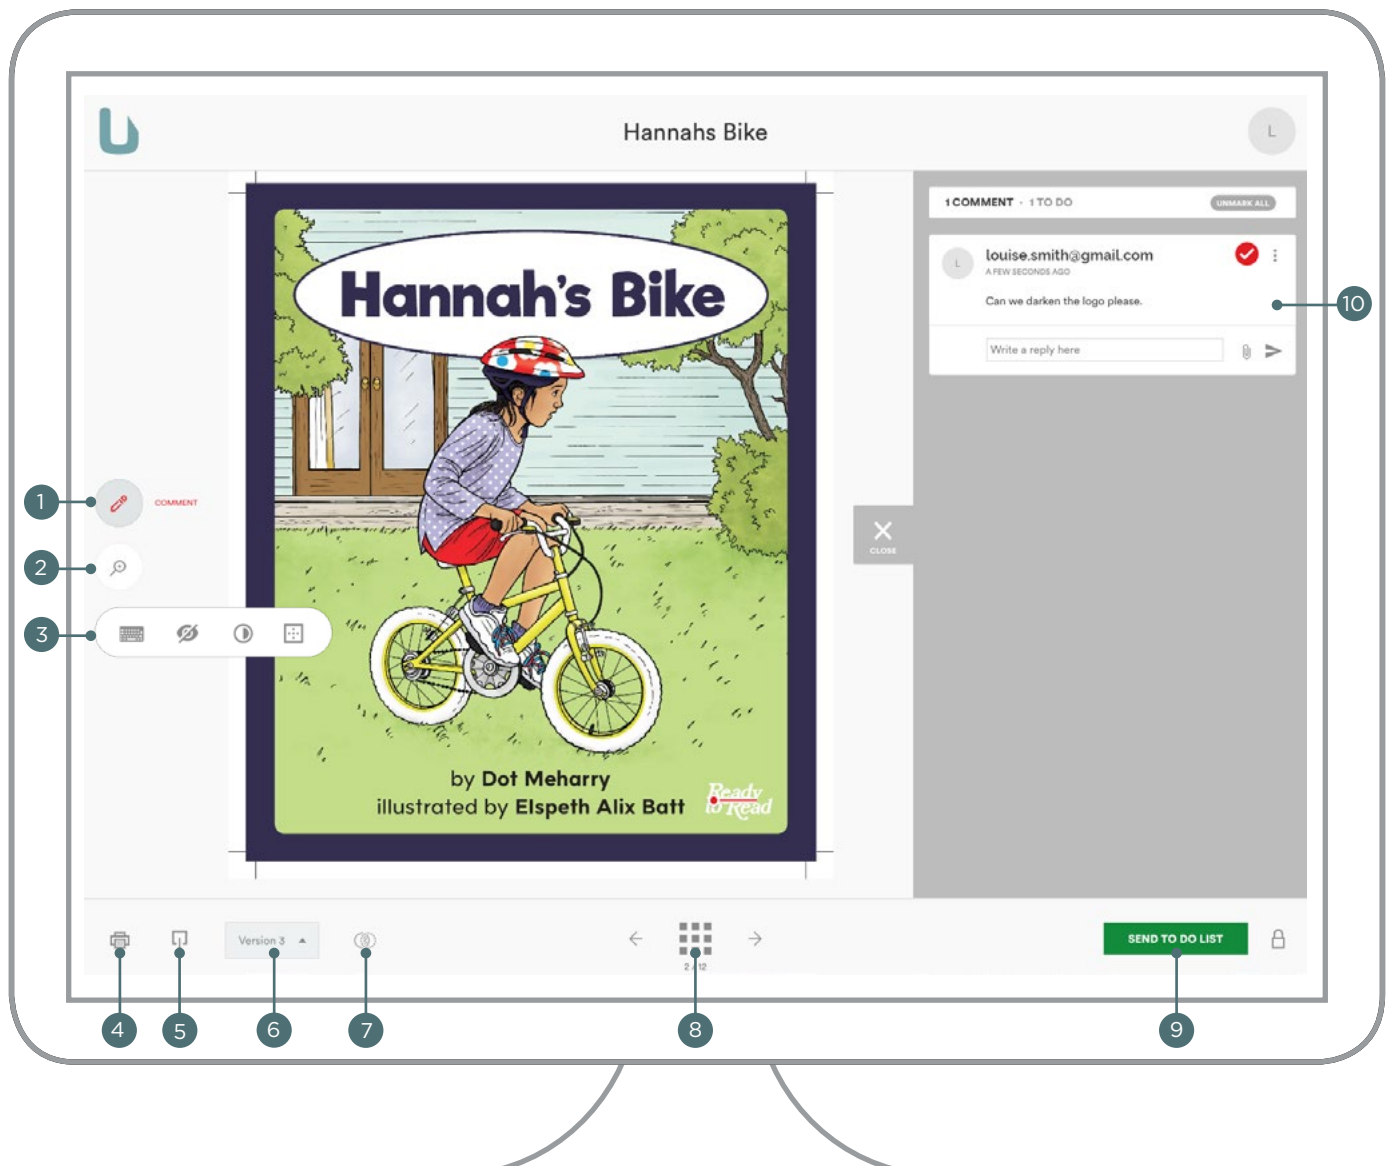 Hannahs Bike
L
1 COMMENT · 1 TO DO
UNMARK ALL
L
louise.smith@gmail.com
A FEW SECONDS AGO
Can we darken the logo please.
Write a reply here
10
Hannah's Bike
1
COMMENT
2
3
CLOSE
by Dot Meharry
illustrated by Elspeth Alix Batt
Ready
to Read
Version 3
2 / 12
SEND TO DO LIST
4
5
6
7
8
9